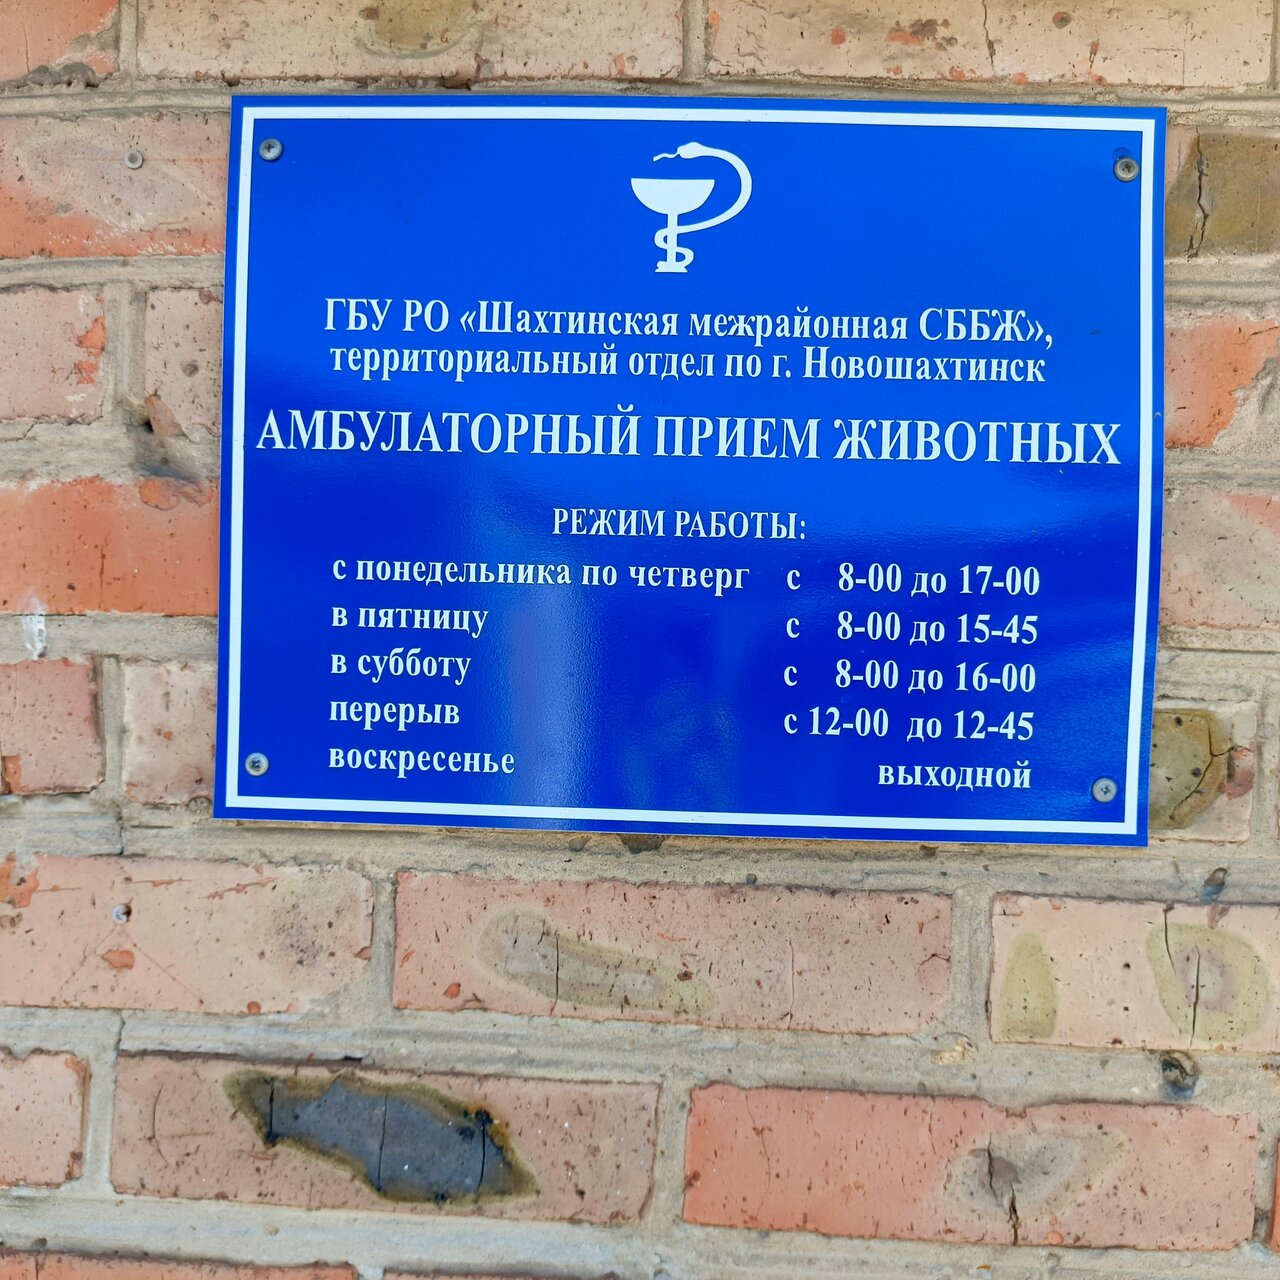 ГБУ РО «Шахтинская межрайонная СББЖ»,
территориальный отдел по г. Новошахтинск
АМБУЛАТОРНЫЙ ПРИЕМ ЖИВОТНЫХ
РЕЖИМ РАБОТЫ:
с понедельника по четверг с 8-00 до 17-00
в пятницу с 8-00 до 15-45
в субботу с 8-00 до 16-00
перерыв с 12-00 до 12-45
воскресенье выходной